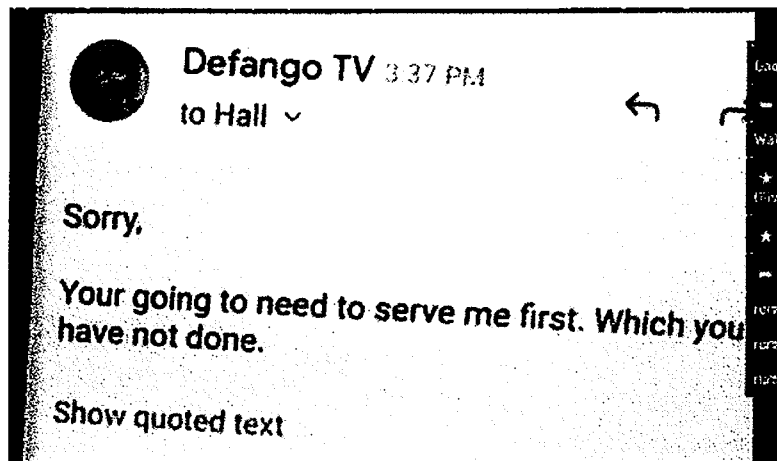 Defango TV 3:37 PM
to Hall
Sorry,
Your going to need to serve me first. Which you
have not done.
Show quoted text